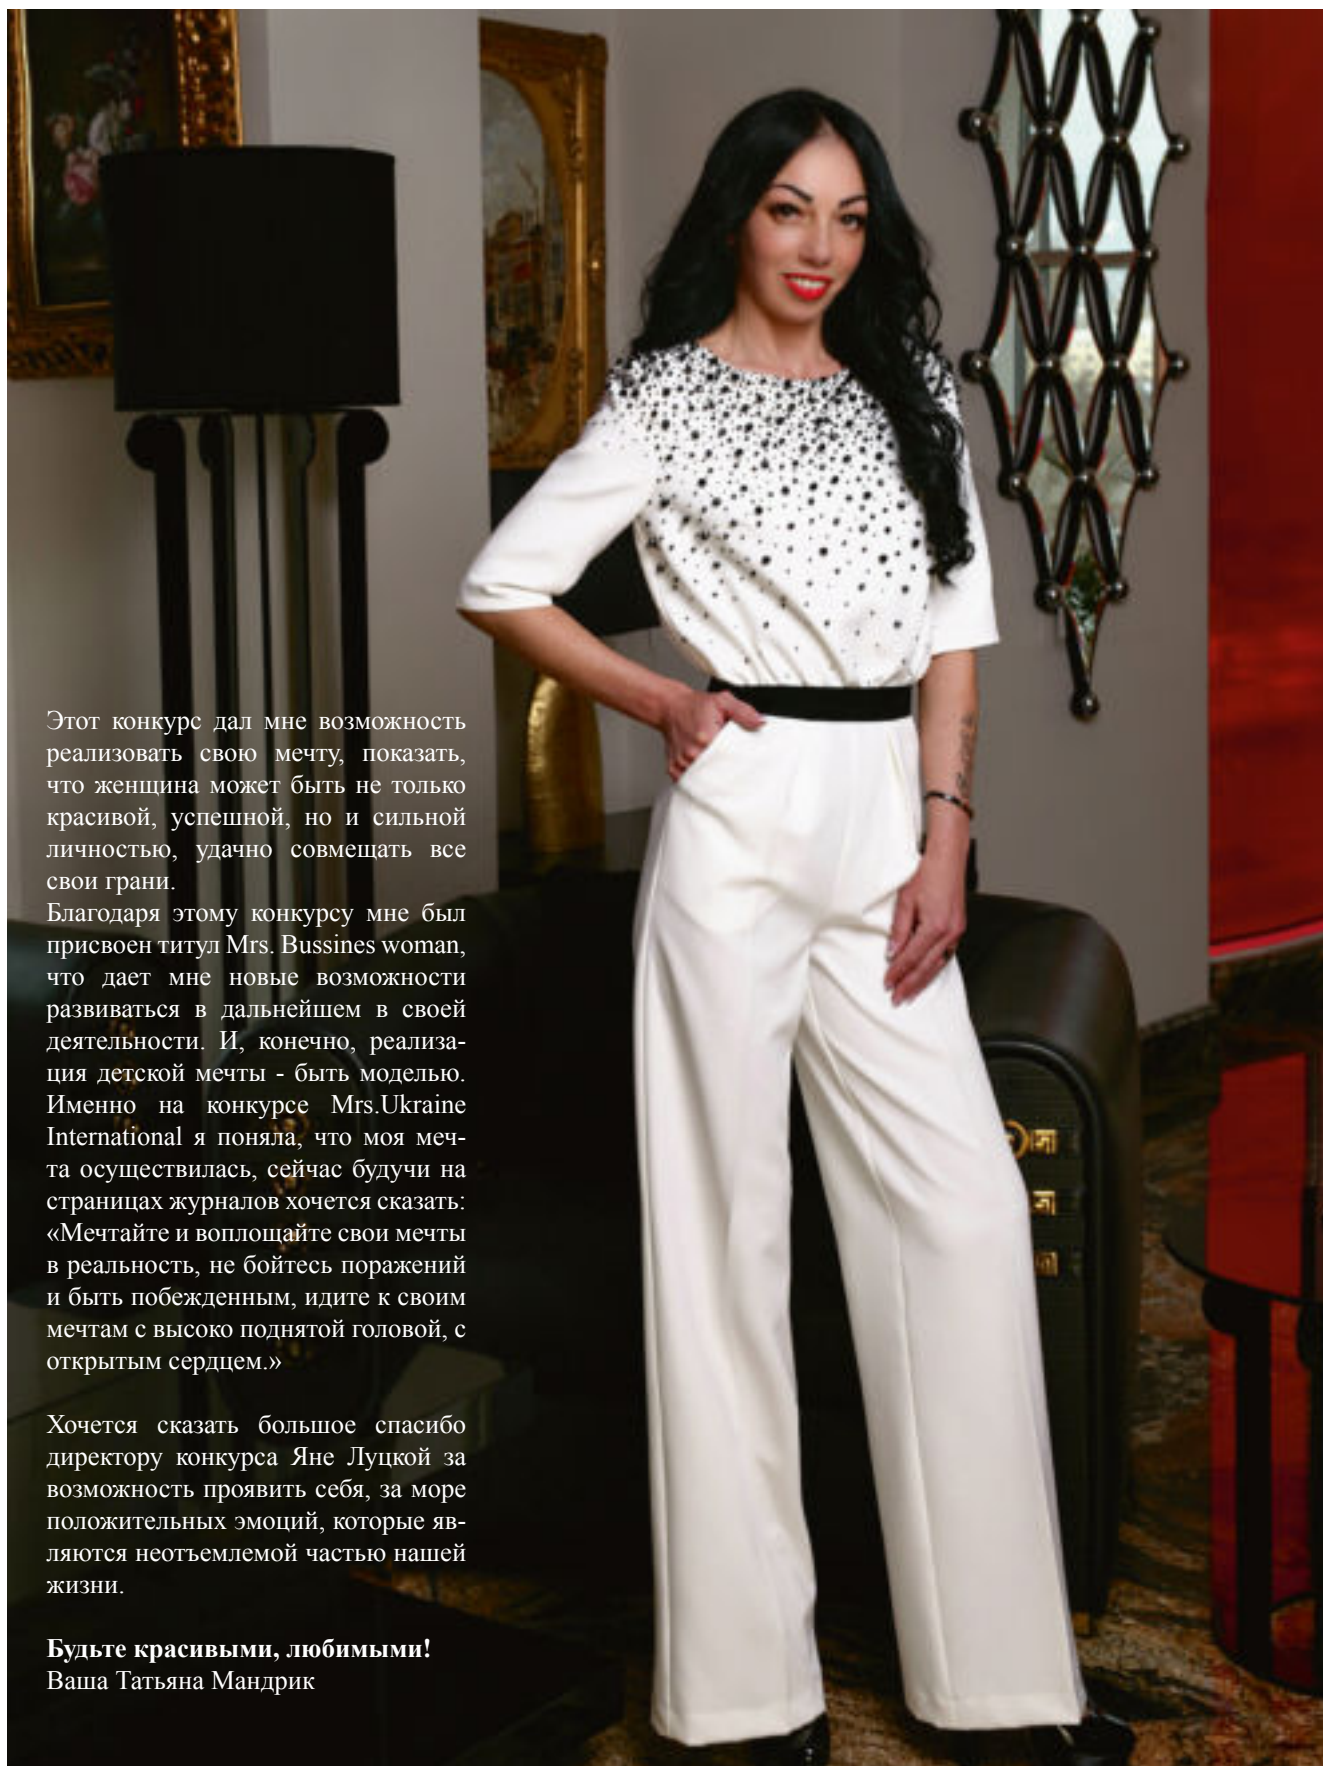 Этот конкурс дал мне возможность
реализовать свою мечту, показать,
что женщина может быть не только
красивой, успешной, но и сильной
личностью, удачно совмещать все
свои грани.
Благодаря этому конкурсу мне был
присвоен титул Mrs. Bussines woman,
что дает мне новые возможности
развиваться в дальнейшем в своей
деятельности. И, конечно, реализа-
ция детской мечты - быть моделью.
Именно на конкурсе Mrs.Ukraine
International я поняла, что моя меч-
та осуществилась, сейчас будучи на
страницах журналов хочется сказать:
«Мечтайте и воплощайте свои мечты
в реальность, не бойтесь поражений
и быть побежденным, идите к своим
мечтам с высоко поднятой головой, с
открытым сердцем.»
Хочется сказать большое спасибо
директору конкурса Яне Луцкой за
возможность проявить себя, за море
положительных эмоций, которые яв-
ляются неотъемлемой частью нашей
жизни.
Будьте красивыми, любимыми!
Ваша Татьяна Мандрик